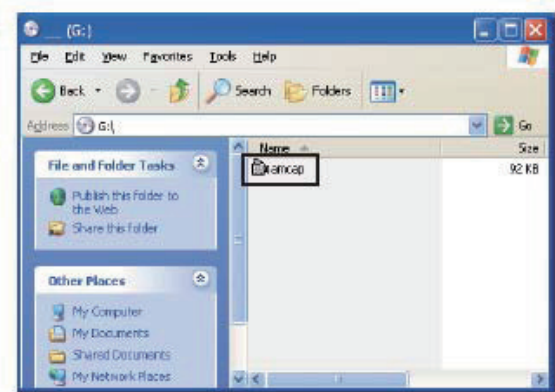 __ (G:)
File Edit View Favorites Tools Help
Back Search Folders
Address G:\ Go
Name Size
File and Folder Tasks
ramcap 92 KB
Publish this folder to
the Web
Share this folder
Other Places
My Computer
My Documents
Shared Documents
My Network Places